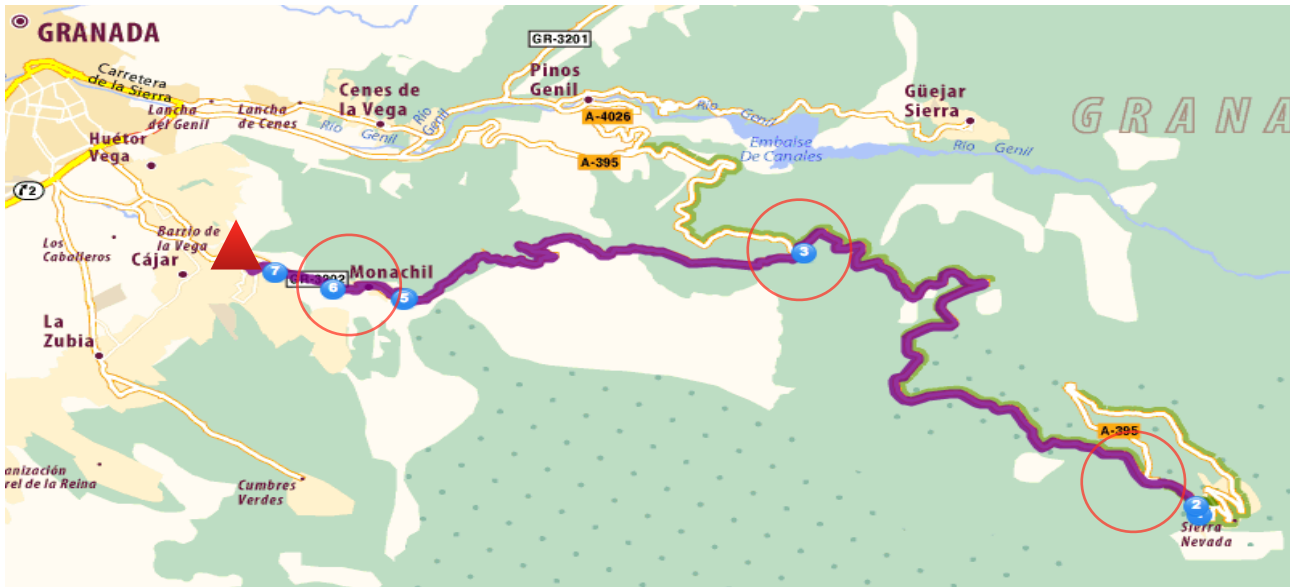 GRANADA
GR-3201
Carretera
de la Sierra
Pinos
Genil
Cenes de
la Vega
Güejar
Sierra
GRANA
Lancha
del Genil
Lancha
de Cenes
Río
Genil
A-4026
Río
Genil
Río
Genil
Huétor
Vega
Embalse
De Canales
Río
Genil
A-395
2
Barrio de
la Vega
Los
Caballeros
Cájar
3
7
Monachil
6
5
La
Zubia
A-395
anización
rel de la Reina
Cumbres
Verdes
2
Sierra
Nevada